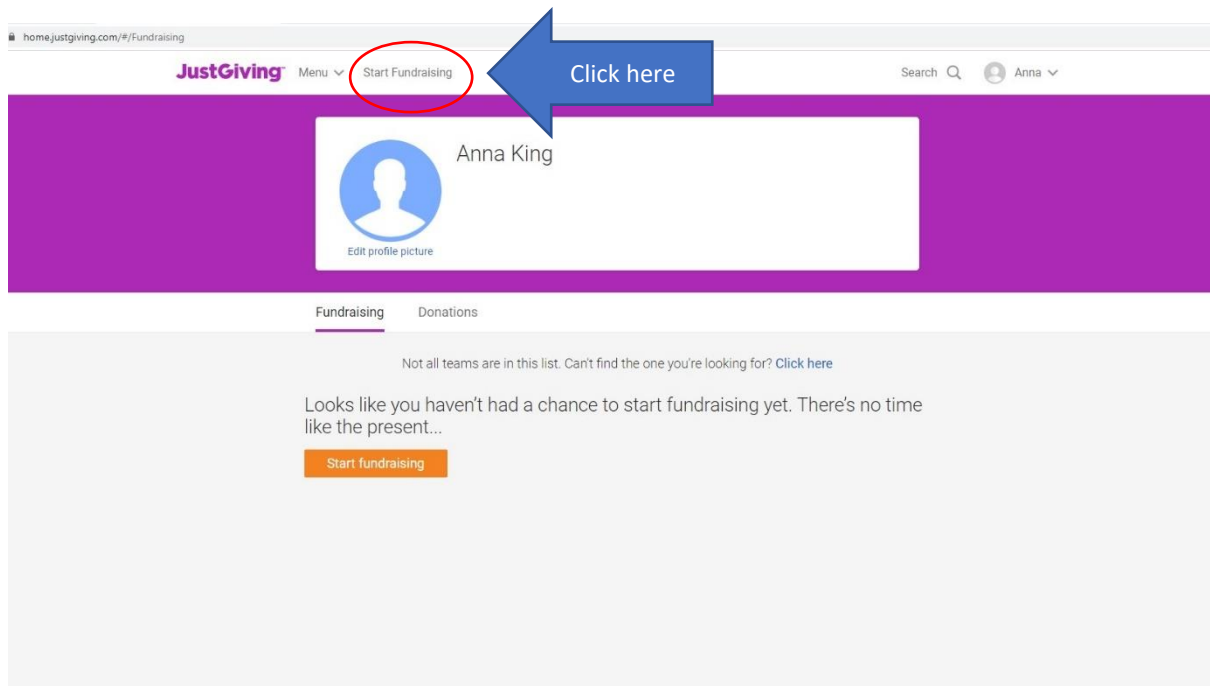 home.justgiving.com/#/Fundraising
JustGiving™ Menu Start Fundraising Click here Search Anna
Anna King
Edit profile picture
Fundraising Donations
Not all teams are in this list. Can't find the one you're looking for? Click here
Looks like you haven't had a chance to start fundraising yet. There's no time
like the present...
Start fundraising